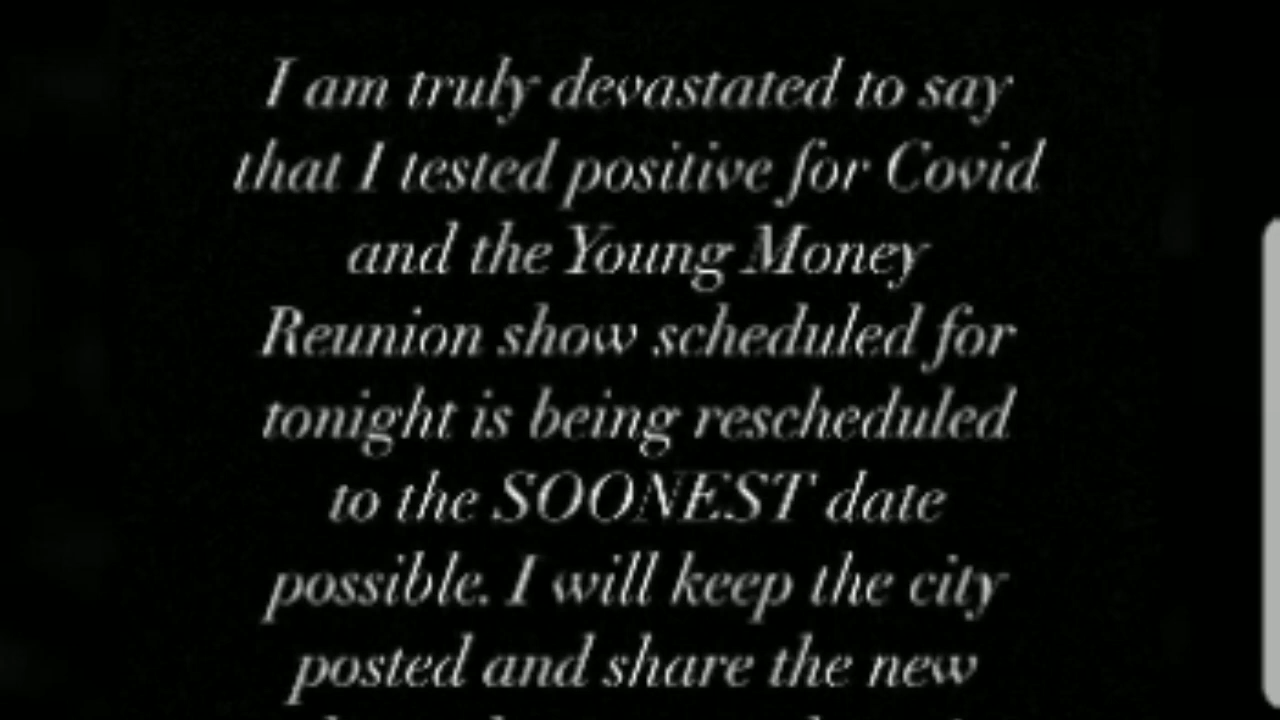 I am truly devastated to say
that I tested positive for Covid
and the Young Money
Reunion show scheduled for
tonight is being rescheduled
to the SOONEST date
possible. I will keep the city
posted and share the new